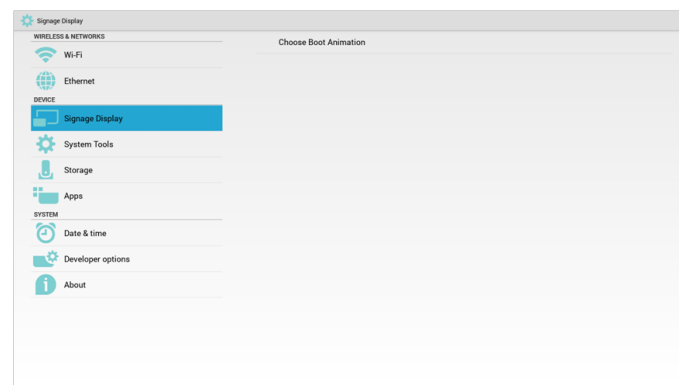 Signage Display
WIRELESS & NETWORKS
Wi-Fi
Ethernet
DEVICE
Signage Display
System Tools
Storage
Apps
SYSTEM
Date & time
Developer options
About
Choose Boot Animation